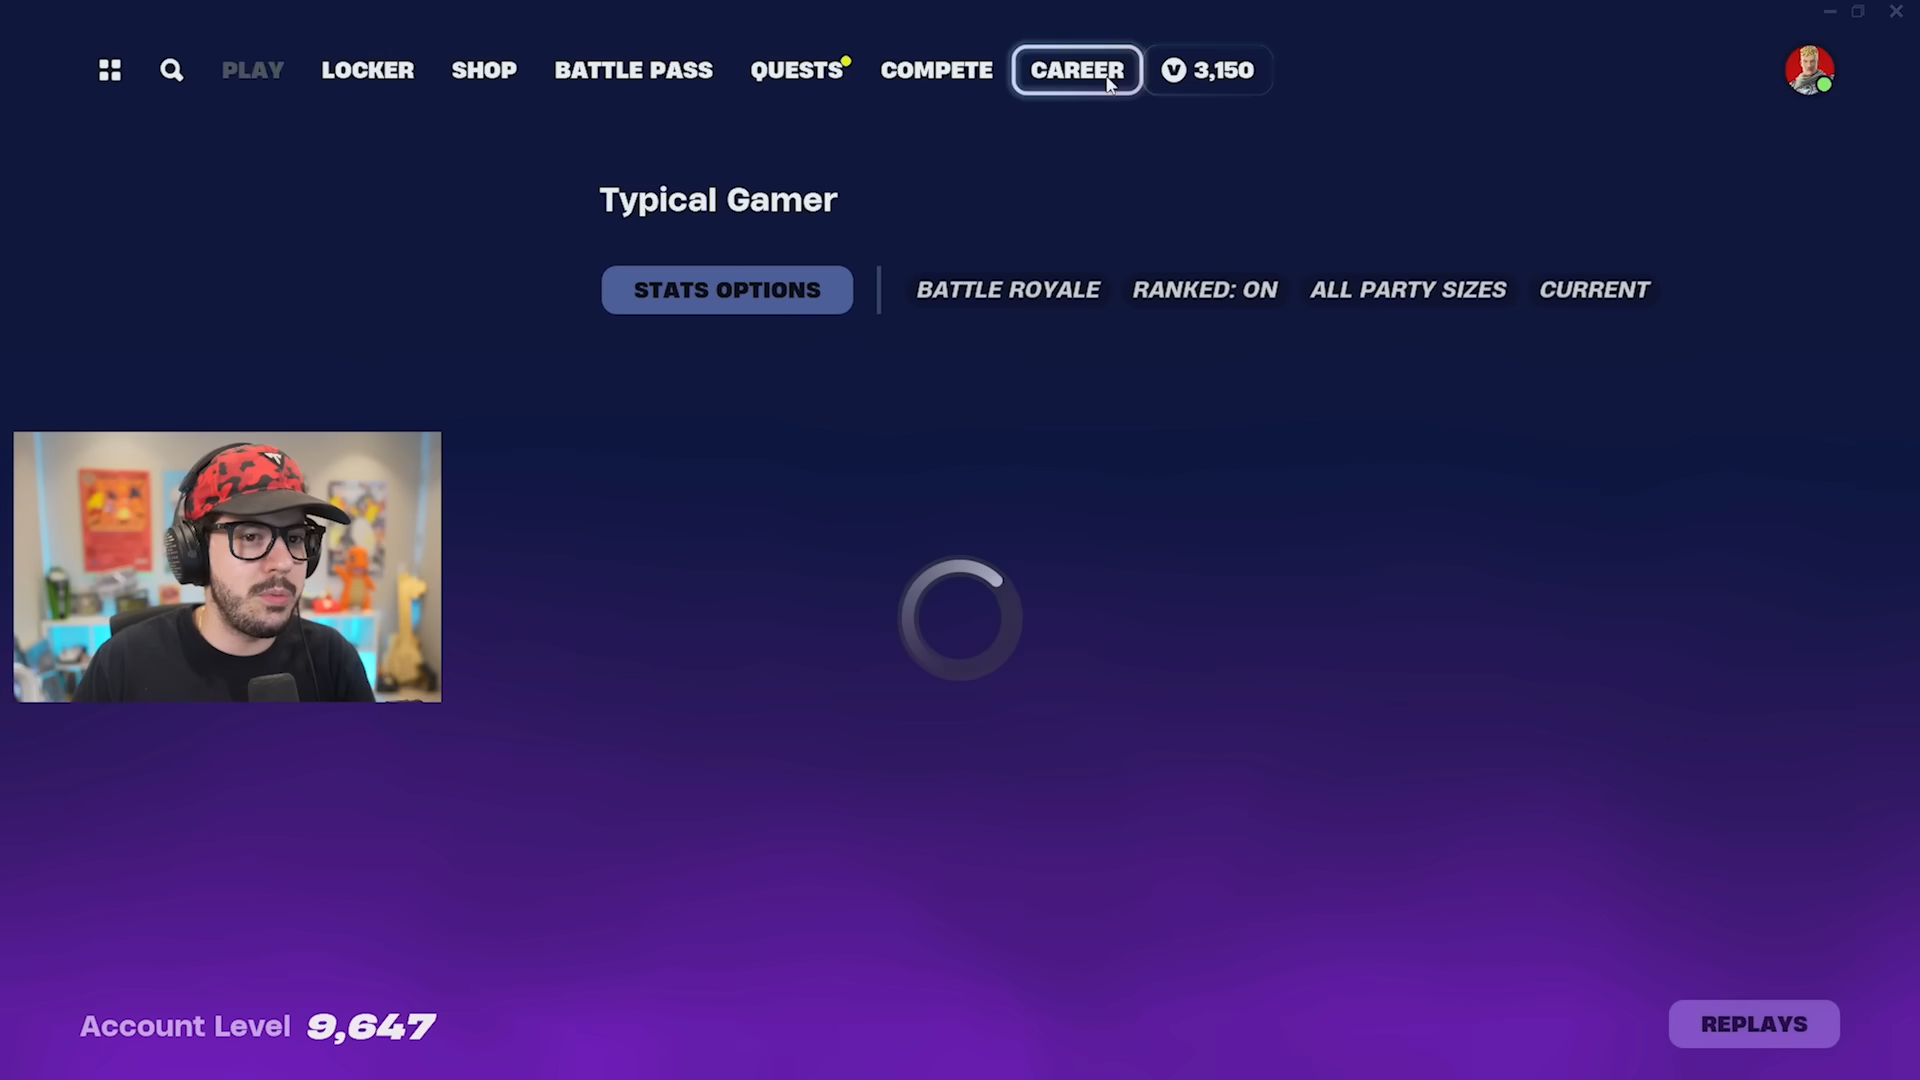 PLAY LOCKER SHOP BATTLE PASS QUESTS COMPETE CAREER 3,150
Typical Gamer
STATS OPTIONS BATTLE ROYALE RANKED: ON ALL PARTY SIZES CURRENT
Account Level 9,647
REPLAYS